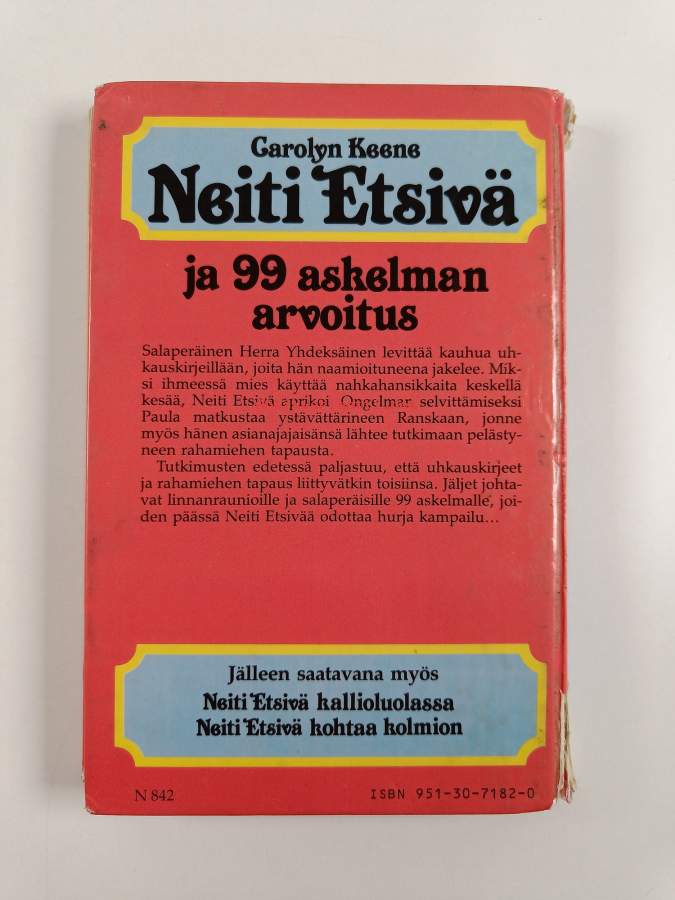 Carolyn Keene
Neiti Etsivä
ja 99 askelman
arvoitus
Salaperäinen Herra Yhdeksäinen levittää kauhua uh-
kauskirjeillään, joita hän naamioituneena jakelee. Mik-
si ihmeessä mies käyttää nahkahansikkaita keskellä
kesää, Neiti Etsivä aprikoi. Ongelman selvittämiseksi
Paula matkustaa ystävättärineen Ranskaan, jonne
myös hänen asianajajaisänsä lähtee tutkimaan pelästy-
neen rahamiehen tapausta.
Tutkimusten edetessä paljastuu, että uhkauskirjeet
ja rahamiehen tapaus liittyvätkin toisiinsa. Jäljet johta-
vat linnanraunioille ja salaperäisille 99 askelmalle, joi-
den päässä Neiti Etsivää odottaa hurja kampailu...
Jälleen saatavana myös
Neiti Etsivä kallioluolassa
Neiti Etsivä kohtaa kolmion
N 842
ISBN 951-30-7182-0